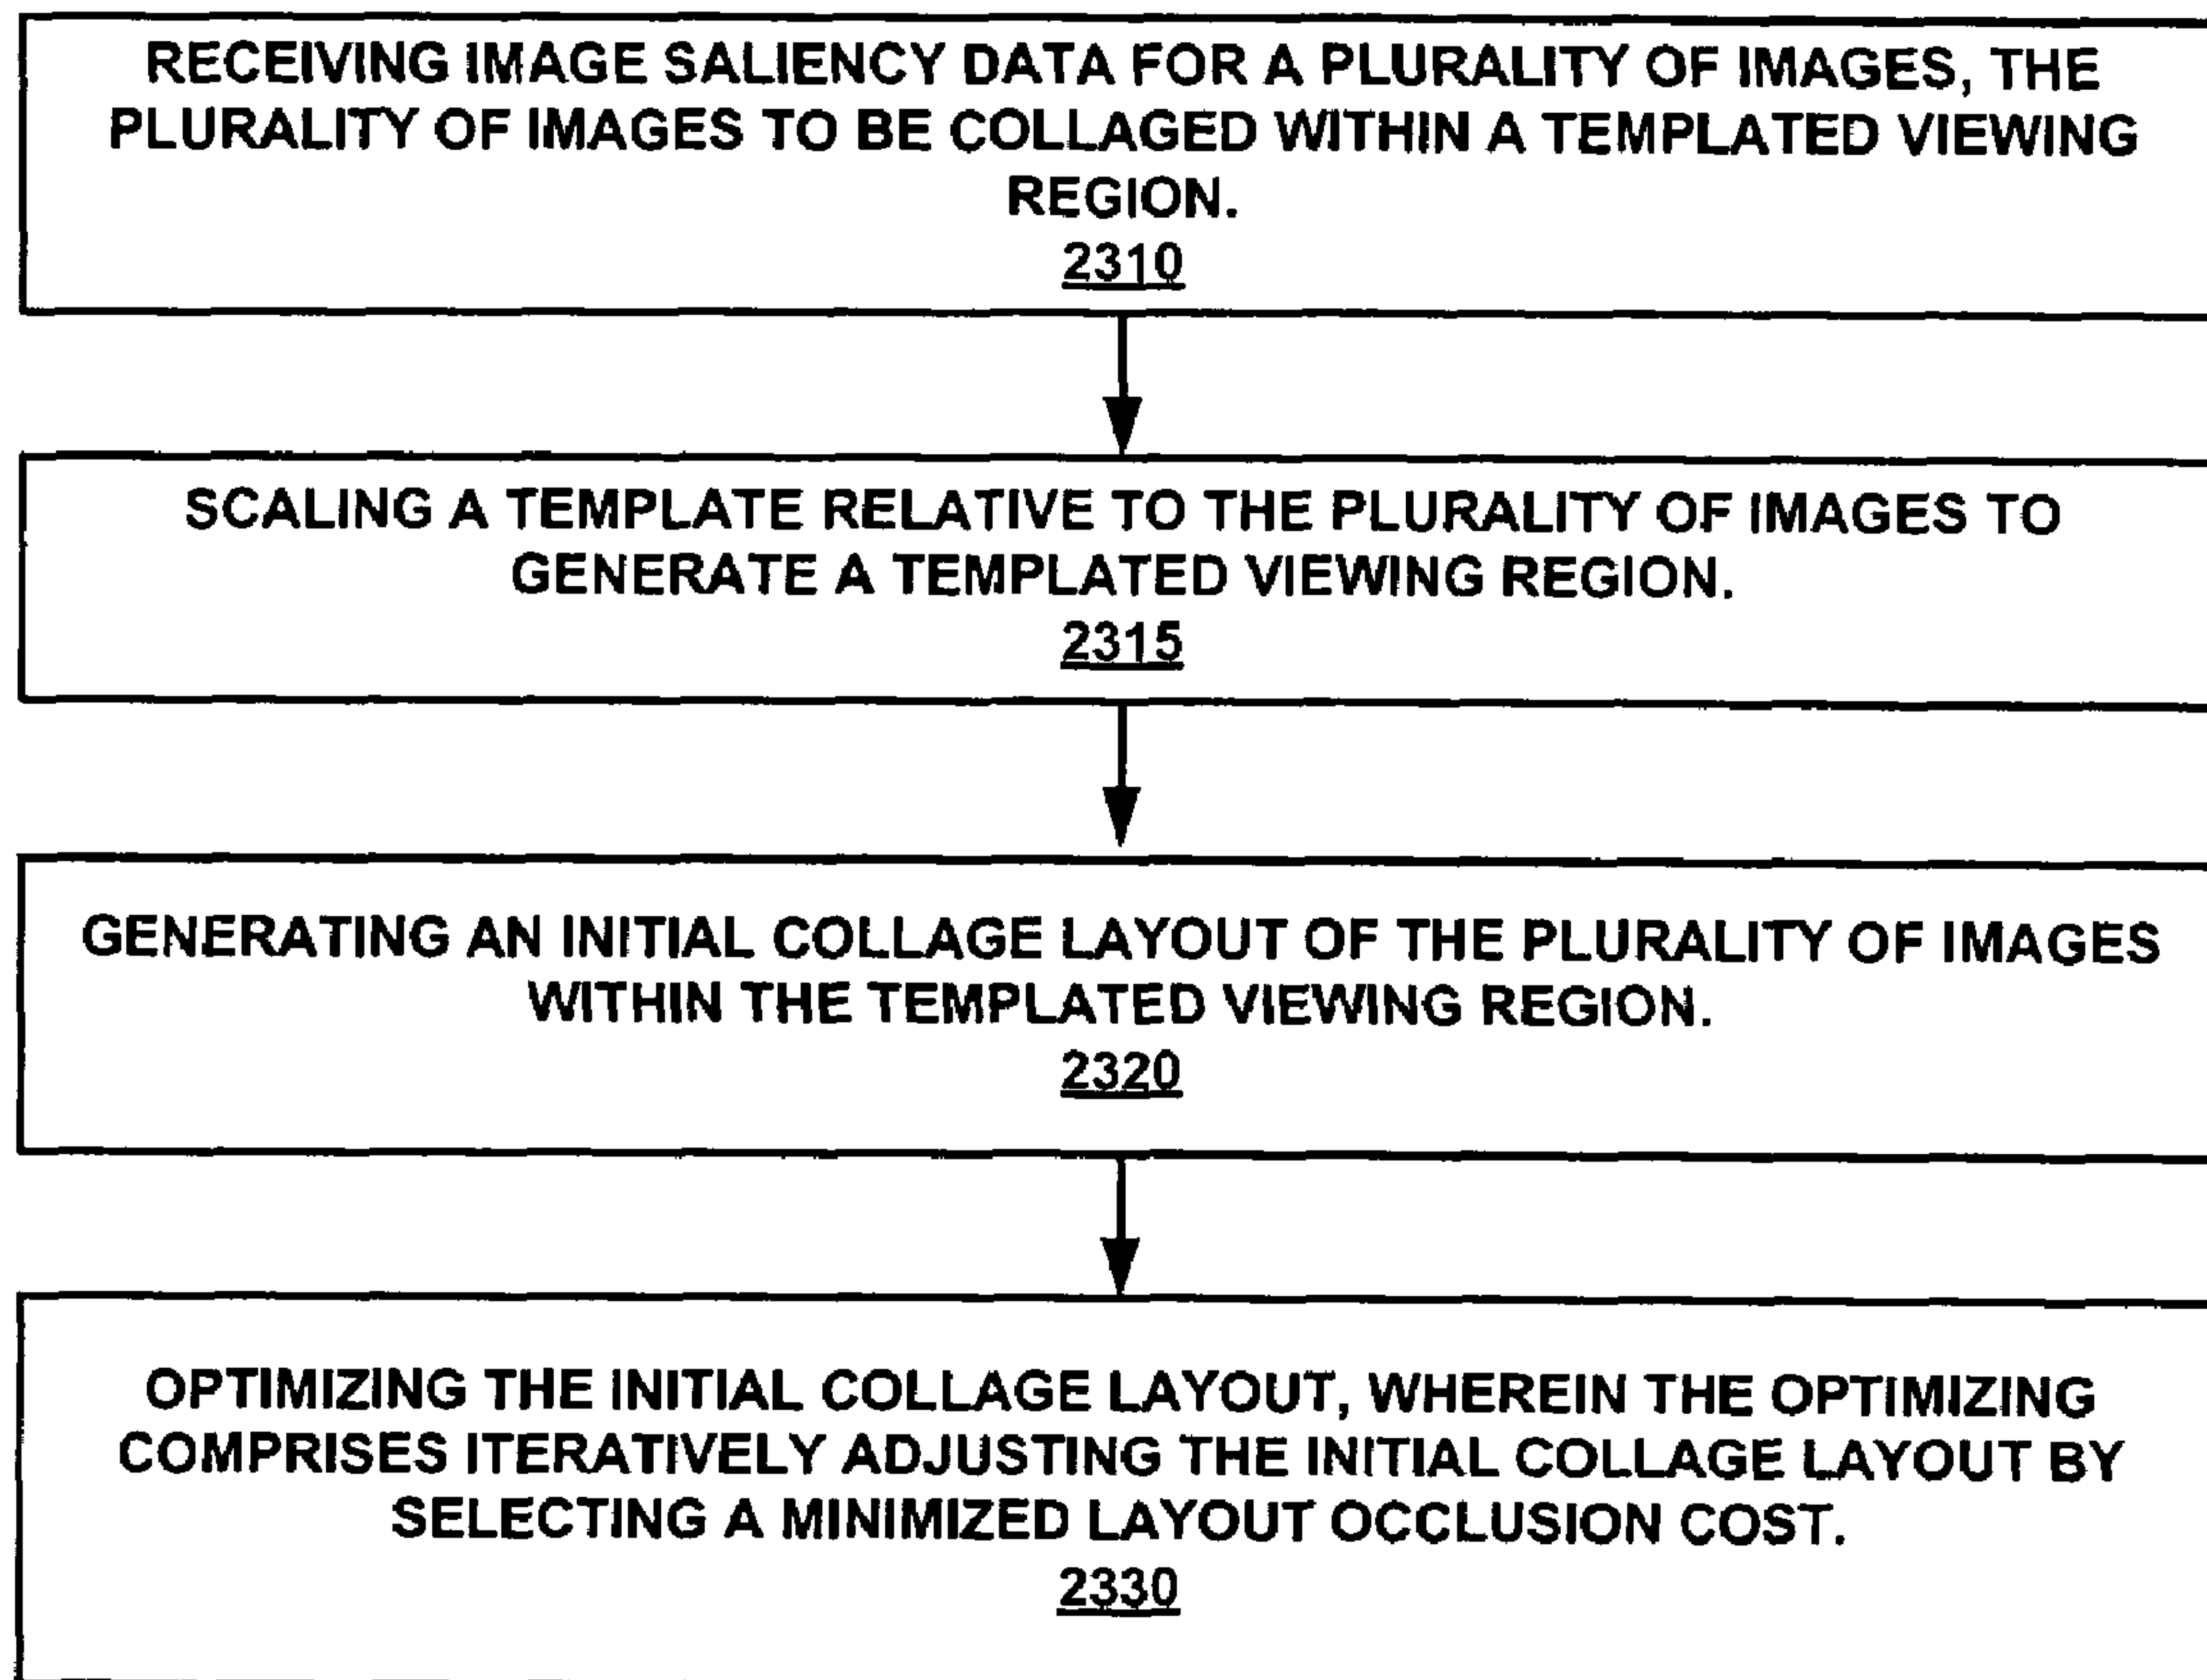 RECEIVING IMAGE SALIENCY DATA FOR A PLURALITY OF IMAGES, THE
PLURALITY OF IMAGES TO BE COLLAGED WITHIN A TEMPLATED VIEWING
REGION.
2310
SCALING A TEMPLATE RELATIVE TO THE PLURALITY OF IMAGES TO
GENERATE A TEMPLATED VIEWING REGION.
2315
GENERATING AN INITIAL COLLAGE LAYOUT OF THE PLURALITY OF IMAGES
WITHIN THE TEMPLATED VIEWING REGION.
2320
OPTIMIZING THE INITIAL COLLAGE LAYOUT, WHEREIN THE OPTIMIZING
COMPRISES ITERATIVELY ADJUSTING THE INITIAL COLLAGE LAYOUT BY
SELECTING A MINIMIZED LAYOUT OCCLUSION COST.
2330